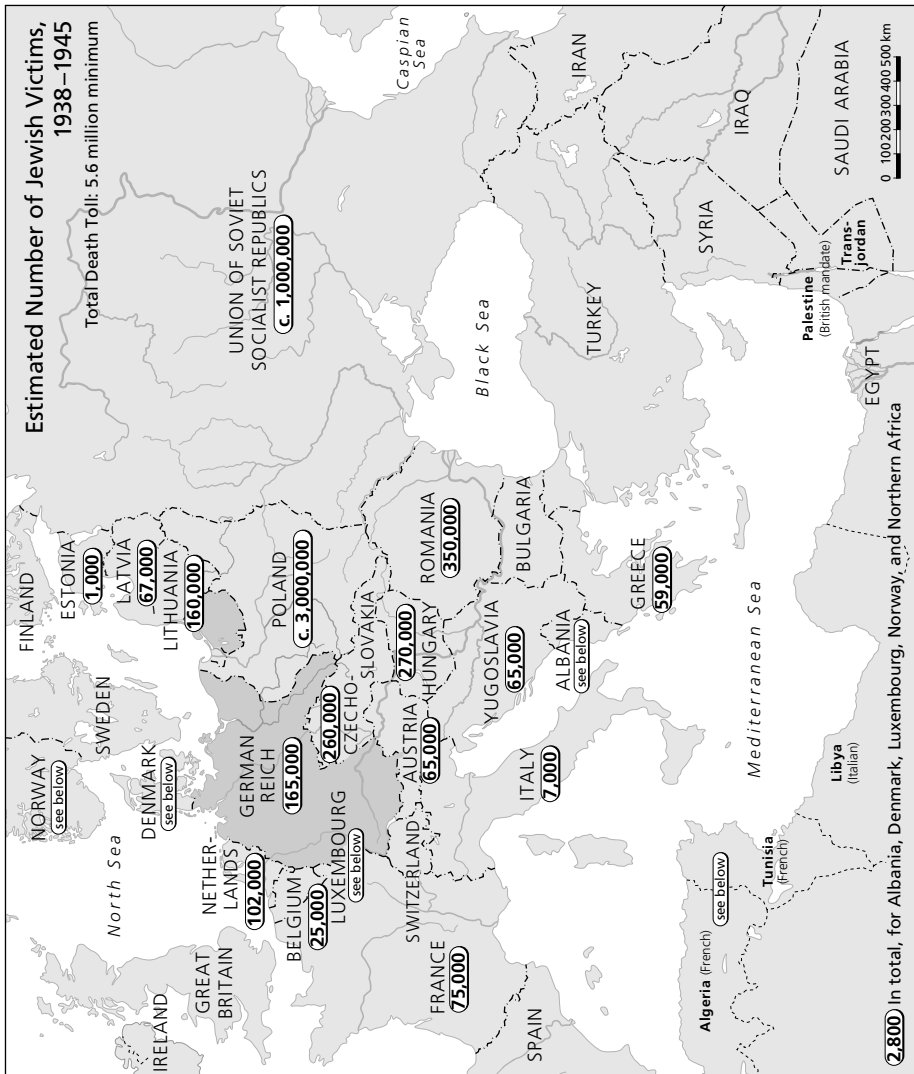 Estimated Number of Jewish Victims,
1938–1945
Total Death Toll: 5.6 million minimum
NORWAY
see below
SWEDEN
FINLAND
ESTONIA
1,000
LATVIA
67,000
LITHUANIA
160,000
DENMARK
see below
North Sea
IRELAND
GREAT
BRITAIN
NETHER-
LANDS
102,000
BELGIUM
25,000
LUXEMBOURG
see below
GERMAN
REICH
165,000
POLAND
c. 3,000,000
UNION OF SOVIET
SOCIALIST REPUBLICS
c. 1,000,000
Caspian
Sea
260,000
CZECHO-
SLOVAKIA
FRANCE
75,000
SWITZERLAND
AUSTRIA
65,000
270,000
HUNGARY
ROMANIA
350,000
Black Sea
YUGOSLAVIA
65,000
BULGARIA
SPAIN
ITALY
7,000
ALBANIA
see below
GREECE
59,000
TURKEY
IRAN
SYRIA
IRAQ
Mediterranean Sea
Algeria (French)
see below
Tunisia
(French)
Libya
(Italian)
EGYPT
Palestine
(British mandate)
Trans-
jordan
SAUDI ARABIA
0 100 200 300 400 500 km
2,800 In total, for Albania, Denmark, Luxembourg, Norway, and Northern Africa